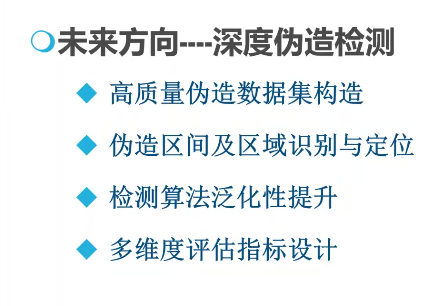 未来方向----深度伪造检测
高质量伪造数据集构造
伪造区间及区域识别与定位
检测算法泛化性提升
多维度评估指标设计